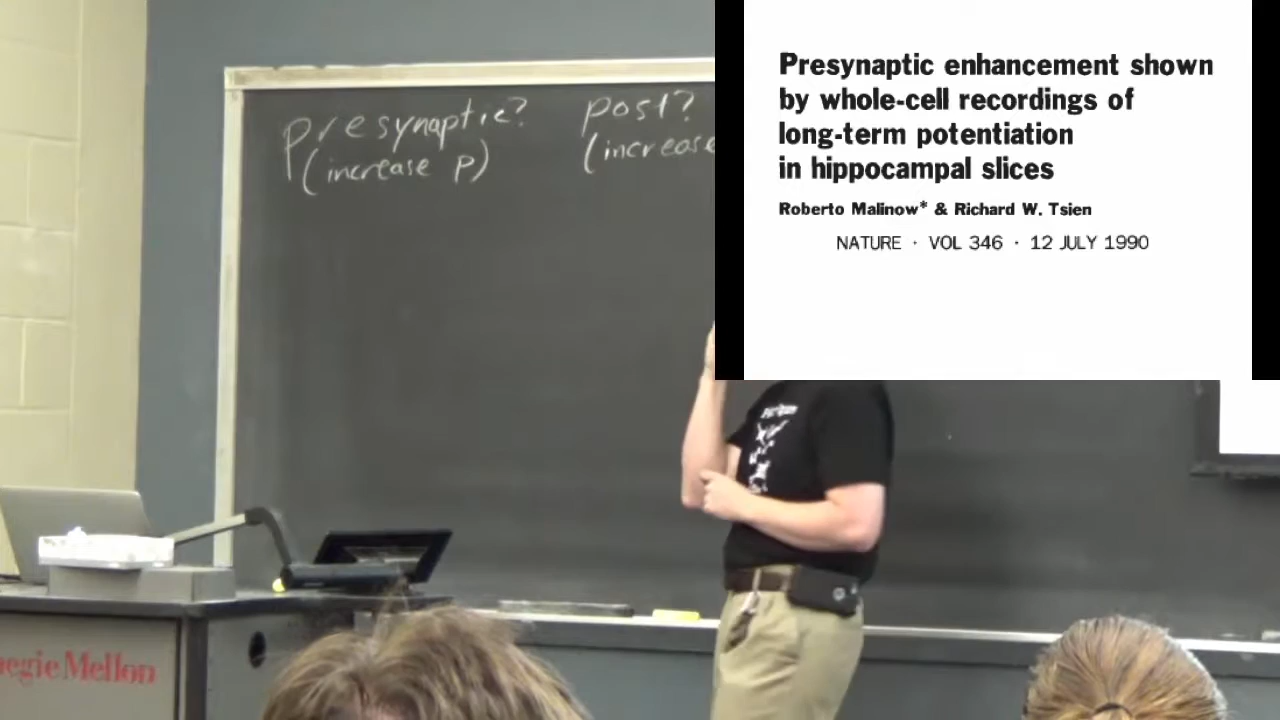 presynaptic? post?
(increase p) (increase
Presynaptic enhancement shown
by whole-cell recordings of
long-term potentiation
in hippocampal slices
Roberto Malinow* & Richard W. Tsien
NATURE · VOL 346 · 12 JULY 1990
negie Mellon